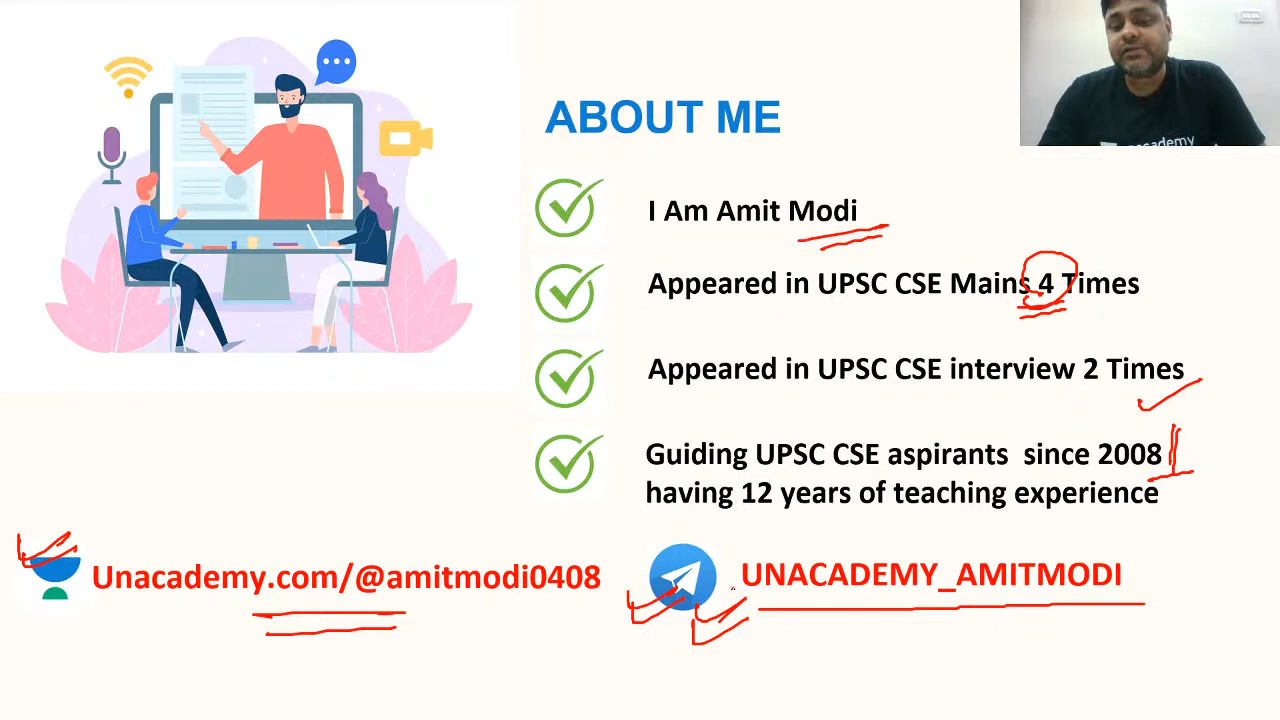 ABOUT ME
I Am Amit Modi
Appeared in UPSC CSE Mains 4 Times
Appeared in UPSC CSE interview 2 Times
Guiding UPSC CSE aspirants since 2008
having 12 years of teaching experience
Unacademy.com/@amitmodi0408
UNACADEMY_AMITMODI